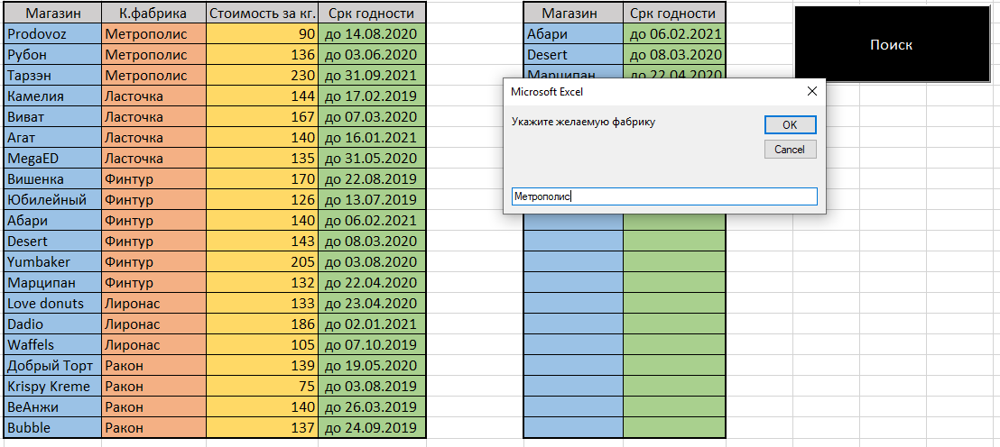 Магазин К.фабрика Стоимость за кг. Срк годности
Prodovoz Метрополис 90 до 14.08.2020
Рубон Метрополис 136 до 03.06.2020
Тарзэн Метрополис 230 до 31.09.2021
Камелия Ласточка 144 до 17.02.2019
Виват Ласточка 167 до 07.03.2020
Агат Ласточка 140 до 16.01.2021
MegaED Ласточка 135 до 31.05.2020
Вишенка Финтур 170 до 22.08.2019
Юбилейный Финтур 126 до 13.07.2019
Абари Финтур 140 до 06.02.2021
Desert Финтур 143 до 08.03.2020
Yumbaker Финтур 205 до 03.08.2020
Марципан Финтур 132 до 22.04.2020
Love donuts Лиронас 133 до 23.04.2020
Dadio Лиронас 186 до 02.01.2021
Waffels Лиронас 105 до 07.10.2019
Добрый Торт Ракон 139 до 19.05.2020
Krispy Kreme Ракон 75 до 03.08.2019
ВеАнжи Ракон 140 до 26.03.2019
Bubble Ракон 137 до 24.09.2019
Магазин Срк годности
Абари до 06.02.2021
Desert до 08.03.2020
Марципан до 22.04.2020
Поиск
Microsoft Excel
Укажите желаемую фабрику
OK
Cancel
Метрополис